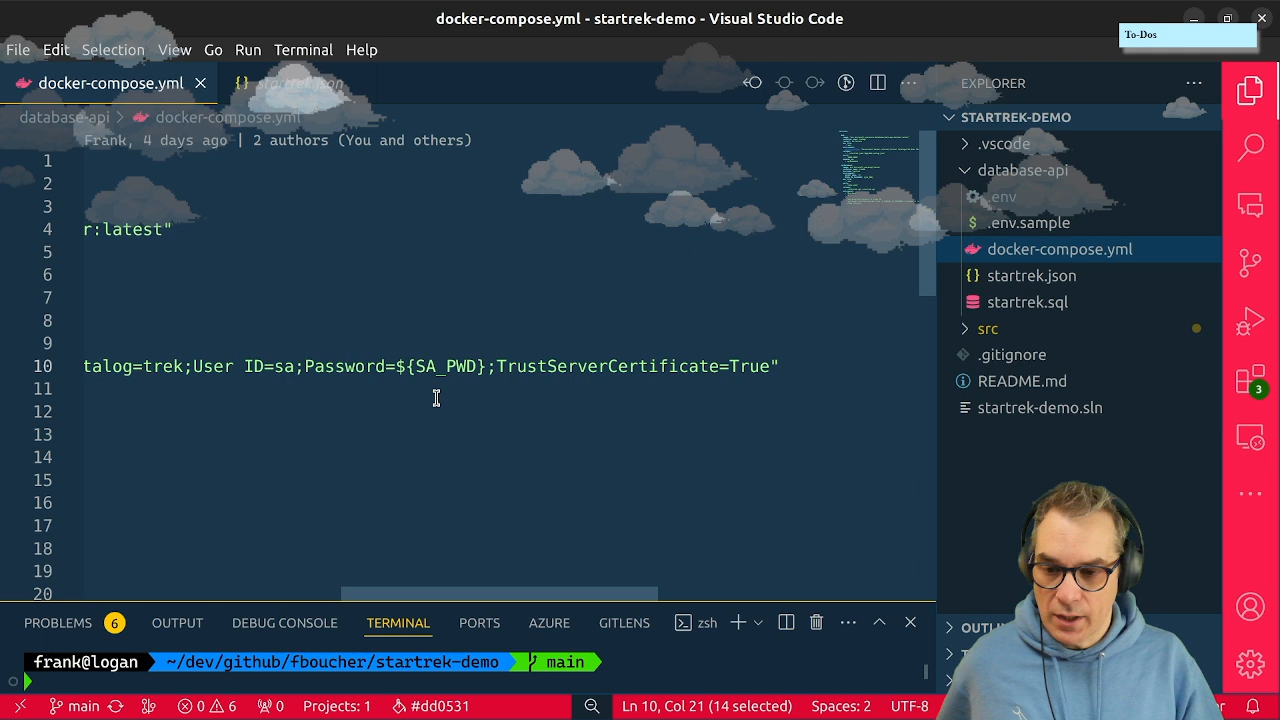 docker-compose.yml - startrek-demo - Visual Studio Code
To-Dos
File Edit Selection View Go Run Terminal Help
docker-compose.yml
startrek.json
EXPLORER
database-api > docker-compose.yml
STARTREK-DEMO
Frank, 4 days ago | 2 authors (You and others)
.vscode
1
database-api
2
.env
3
.env.sample
4 r:latest"
docker-compose.yml
5
startrek.json
6
startrek.sql
7
src
8
.gitignore
9
README.md
10 talog=trek;User ID=sa;Password=${SA_PWD};TrustServerCertificate=True"
startrek-demo.sln
3
11
12
13
14
15
16
17
18
19
20
PROBLEMS 6 OUTPUT DEBUG CONSOLE TERMINAL PORTS AZURE GITLENS zsh
frank@logan ~/dev/github/fboucher/startrek-demo main
main 0 6 0 Projects: 1 #dd0531 Ln 10, Col 21 (14 selected) Spaces: 2 UTF-8